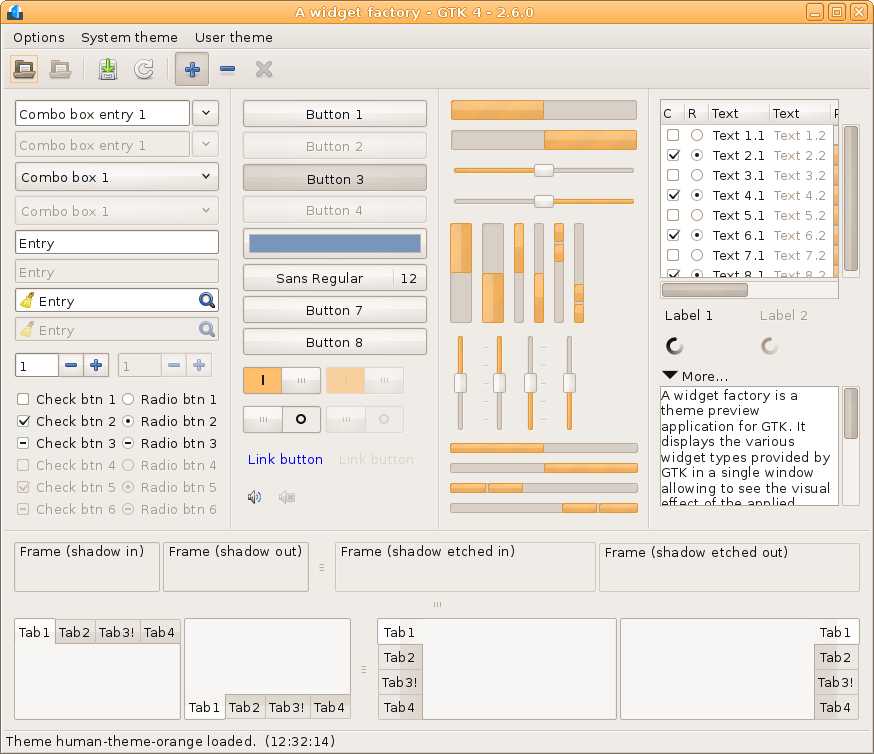 A widget factory - GTK 4 - 2.6.0
Options System theme User theme
Combo box entry 1
Combo box entry 1
Combo box 1
Combo box 1
Entry
Entry
Entry
Entry
1 1
Check btn 1 Radio btn 1
Check btn 2 Radio btn 2
Check btn 3 Radio btn 3
Check btn 4 Radio btn 4
Check btn 5 Radio btn 5
Check btn 6 Radio btn 6
Button 1
Button 2
Button 3
Button 4
Sans Regular 12
Button 7
Button 8
Link button Link button
C R Text Text
Text 1.1 Text 1.2
Text 2.1 Text 2.2
Text 3.1 Text 3.2
Text 4.1 Text 4.2
Text 5.1 Text 5.2
Text 6.1 Text 6.2
Text 7.1 Text 7.2
Text 8.1 Text 8.2
Label 1 Label 2
More...
A widget factory is a
theme preview
application for GTK. It
displays the various
widget types provided by
GTK in a single window
allowing to see the visual
effect of the applied
Frame (shadow in) Frame (shadow out) Frame (shadow etched in) Frame (shadow etched out)
Tab1 Tab2 Tab3! Tab4
Tab1 Tab2 Tab3! Tab4
Tab1
Tab2
Tab3!
Tab4
Tab1
Tab2
Tab3!
Tab4
Theme human-theme-orange loaded. (12:32:14)